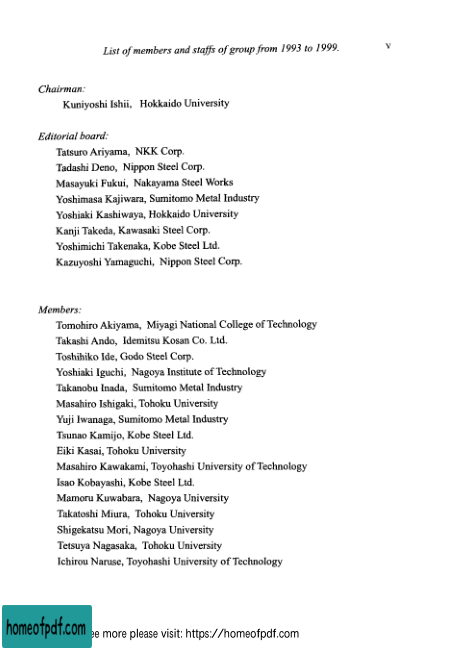 List of members and staffs of group from 1993 to 1999.
v
Chairman:
Kuniyoshi Ishii, Hokkaido University
Editorial board:
Tatsuro Ariyama, NKK Corp.
Tadashi Deno, Nippon Steel Corp.
Masayuki Fukui, Nakayama Steel Works
Yoshimasa Kajiwara, Sumitomo Metal Industry
Yoshiaki Kashiwaya, Hokkaido University
Kanji Takeda, Kawasaki Steel Corp.
Yoshimichi Takenaka, Kobe Steel Ltd.
Kazuyoshi Yamaguchi, Nippon Steel Corp.
Members:
Tomohiro Akiyama, Miyagi National College of Technology
Takashi Ando, Idemitsu Kosan Co. Ltd.
Toshihiko Ide, Godo Steel Corp.
Yoshiaki Iguchi, Nagoya Institute of Technology
Takanobu Inada, Sumitomo Metal Industry
Masahiro Ishigaki, Tohoku University
Yuji Iwanaga, Sumitomo Metal Industry
Tsunao Kamijo, Kobe Steel Ltd.
Eiki Kasai, Tohoku University
Masahiro Kawakami, Toyohashi University of Technology
Isao Kobayashi, Kobe Steel Ltd.
Mamoru Kuwabara, Nagoya University
Takatoshi Miura, Tohoku University
Shigekatsu Mori, Nagoya University
Tetsuya Nagasaka, Tohoku University
Ichirou Naruse, Toyohashi University of Technology
homeofpdf.com
ee more please visit: https://homeofpdf.com